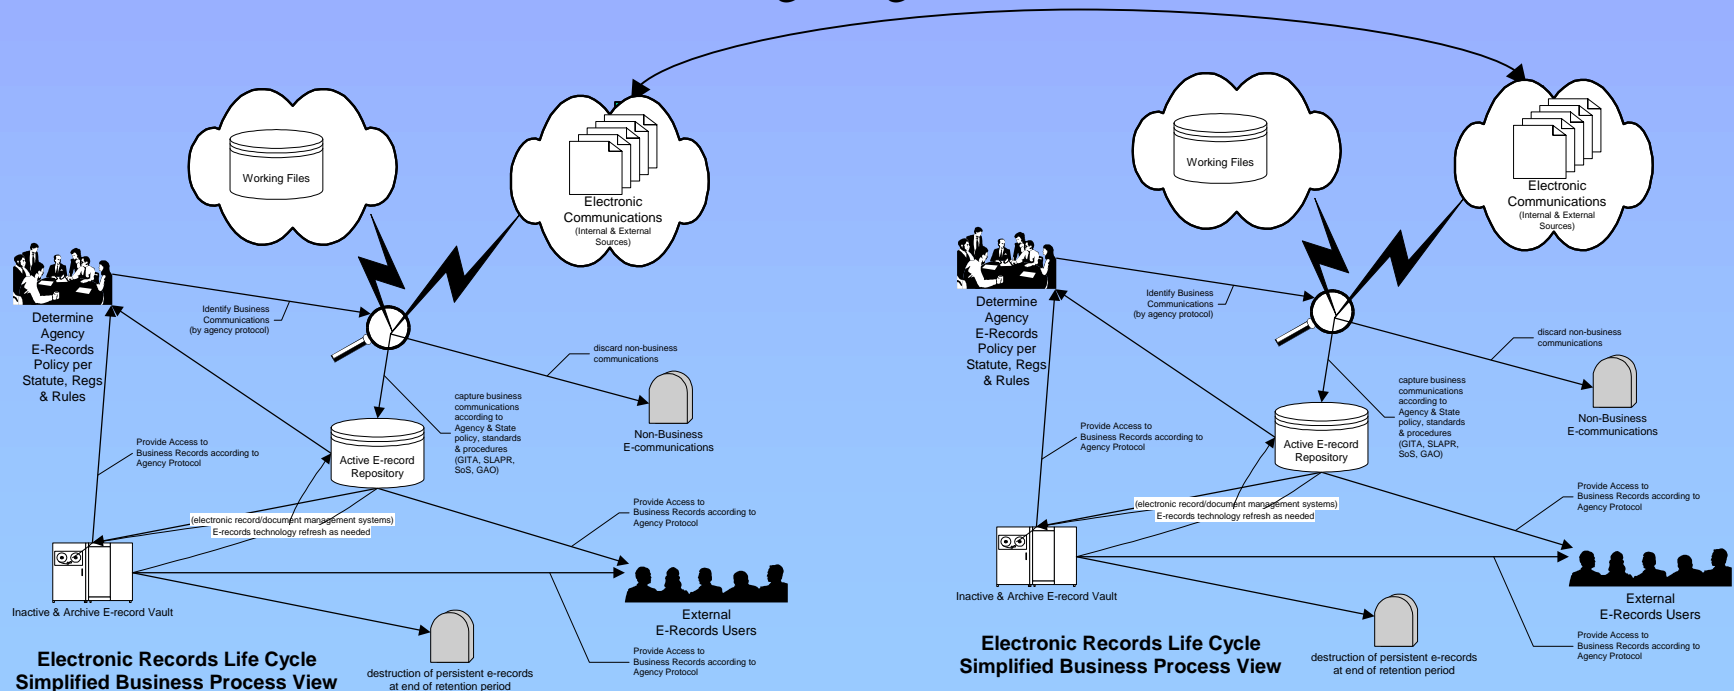 Working Files
Electronic
Communications
(Internal & External
Sources)
Determine
Agency
E-Records
Policy per
Statute, Regs
& Rules
Identify Business
Communications
(by agency protocol)
discard non-business
communications
Non-Business
E-communications
capture business
communications
according to
Agency & State
policy, standards
& procedures
(GITA, SLAPR,
SoS, GAO)
Provide Access to
Business Records according to
Agency Protocol
Active E-record
Repository
(electronic record/document management systems)
E-records technology refresh as needed
Provide Access to
Business Records according to
Agency Protocol
Inactive & Archive E-record Vault
External
E-Records Users
Provide Access to
Business Records according to
Agency Protocol
destruction of persistent e-records
at end of retention period
Electronic Records Life Cycle
Simplified Business Process View
Working Files
Electronic
Communications
(Internal & External
Sources)
Determine
Agency
E-Records
Policy per
Statute, Regs
& Rules
Identify Business
Communications
(by agency protocol)
discard non-business
communications
Non-Business
E-communications
capture business
communications
according to
Agency & State
policy, standards
& procedures
(GITA, SLAPR,
SoS, GAO)
Provide Access to
Business Records according to
Agency Protocol
Active E-record
Repository
(electronic record/document management systems)
E-records technology refresh as needed
Provide Access to
Business Records according to
Agency Protocol
Inactive & Archive E-record Vault
External
E-Records Users
Provide Access to
Business Records according to
Agency Protocol
destruction of persistent e-records
at end of retention period
Electronic Records Life Cycle
Simplified Business Process View